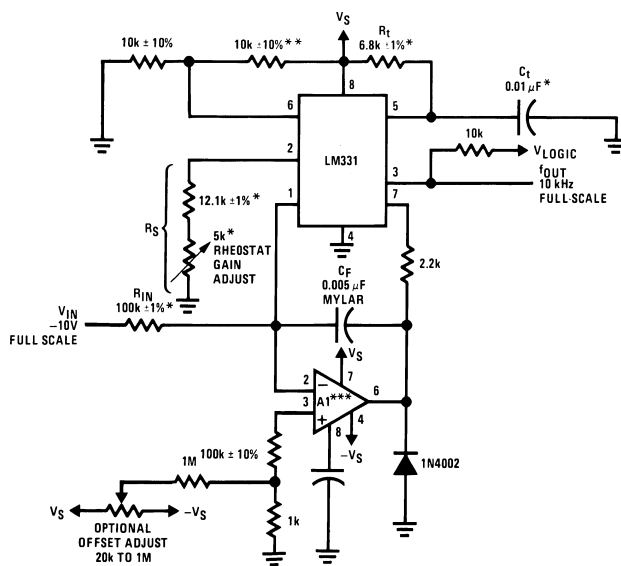 10k ± 10%
10k ±10%**
VS
Rt
6.8k ±1%*
Ct
0.01 µF*
8
6
5
2
LM331
10k
VLOGIC
3
fOUT
10 kHz
FULL-SCALE
1
7
4
RS
12.1k ±1%*
5k*
RHEOSTAT
GAIN
ADJUST
2.2k
CF
0.005 µF
MYLAR
VIN
–10V
FULL SCALE
RIN
100k ±1%*
VS
7
2
–
A1***
6
3
+
4
8
–VS
100k ± 10%
1M
1N4002
VS
–VS
OPTIONAL
OFFSET ADJUST
20k TO 1M
1k